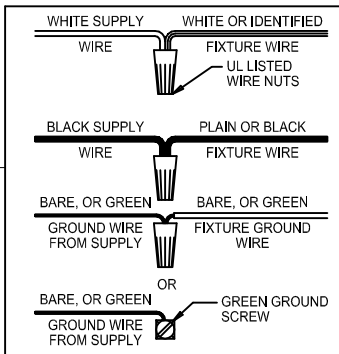 WHITE SUPPLY WHITE OR IDENTIFIED
WIRE FIXTURE WIRE
UL LISTED
WIRE NUTS
BLACK SUPPLY PLAIN OR BLACK
WIRE FIXTURE WIRE
BARE, OR GREEN BARE, OR GREEN
GROUND WIRE FIXTURE GROUND
FROM SUPPLY WIRE
OR
BARE, OR GREEN GREEN GROUND
SCREW
GROUND WIRE
FROM SUPPLY